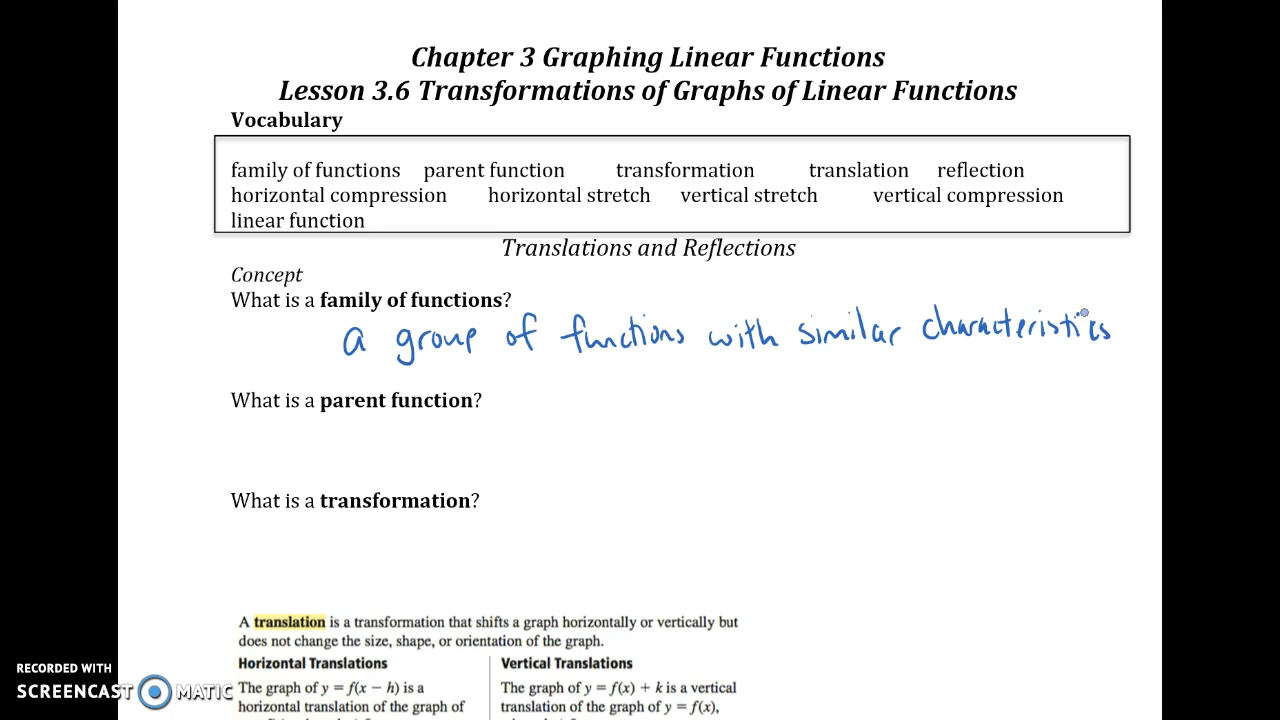 Chapter 3 Graphing Linear Functions
Lesson 3.6 Transformations of Graphs of Linear Functions
Vocabulary
family of functions parent function transformation translation reflection
horizontal compression horizontal stretch vertical stretch vertical compression
linear function
Translations and Reflections
Concept
What is a family of functions?
a group of functions with similar characteristics
What is a parent function?
What is a transformation?
A translation is a transformation that shifts a graph horizontally or vertically but
does not change the size, shape, or orientation of the graph.
Horizontal Translations
The graph of y = f(x − h) is a
horizontal translation of the graph of
Vertical Translations
The graph of y = f(x) + k is a vertical
translation of the graph of y = f(x),
RECORDED WITH
SCREENCAST MATIC